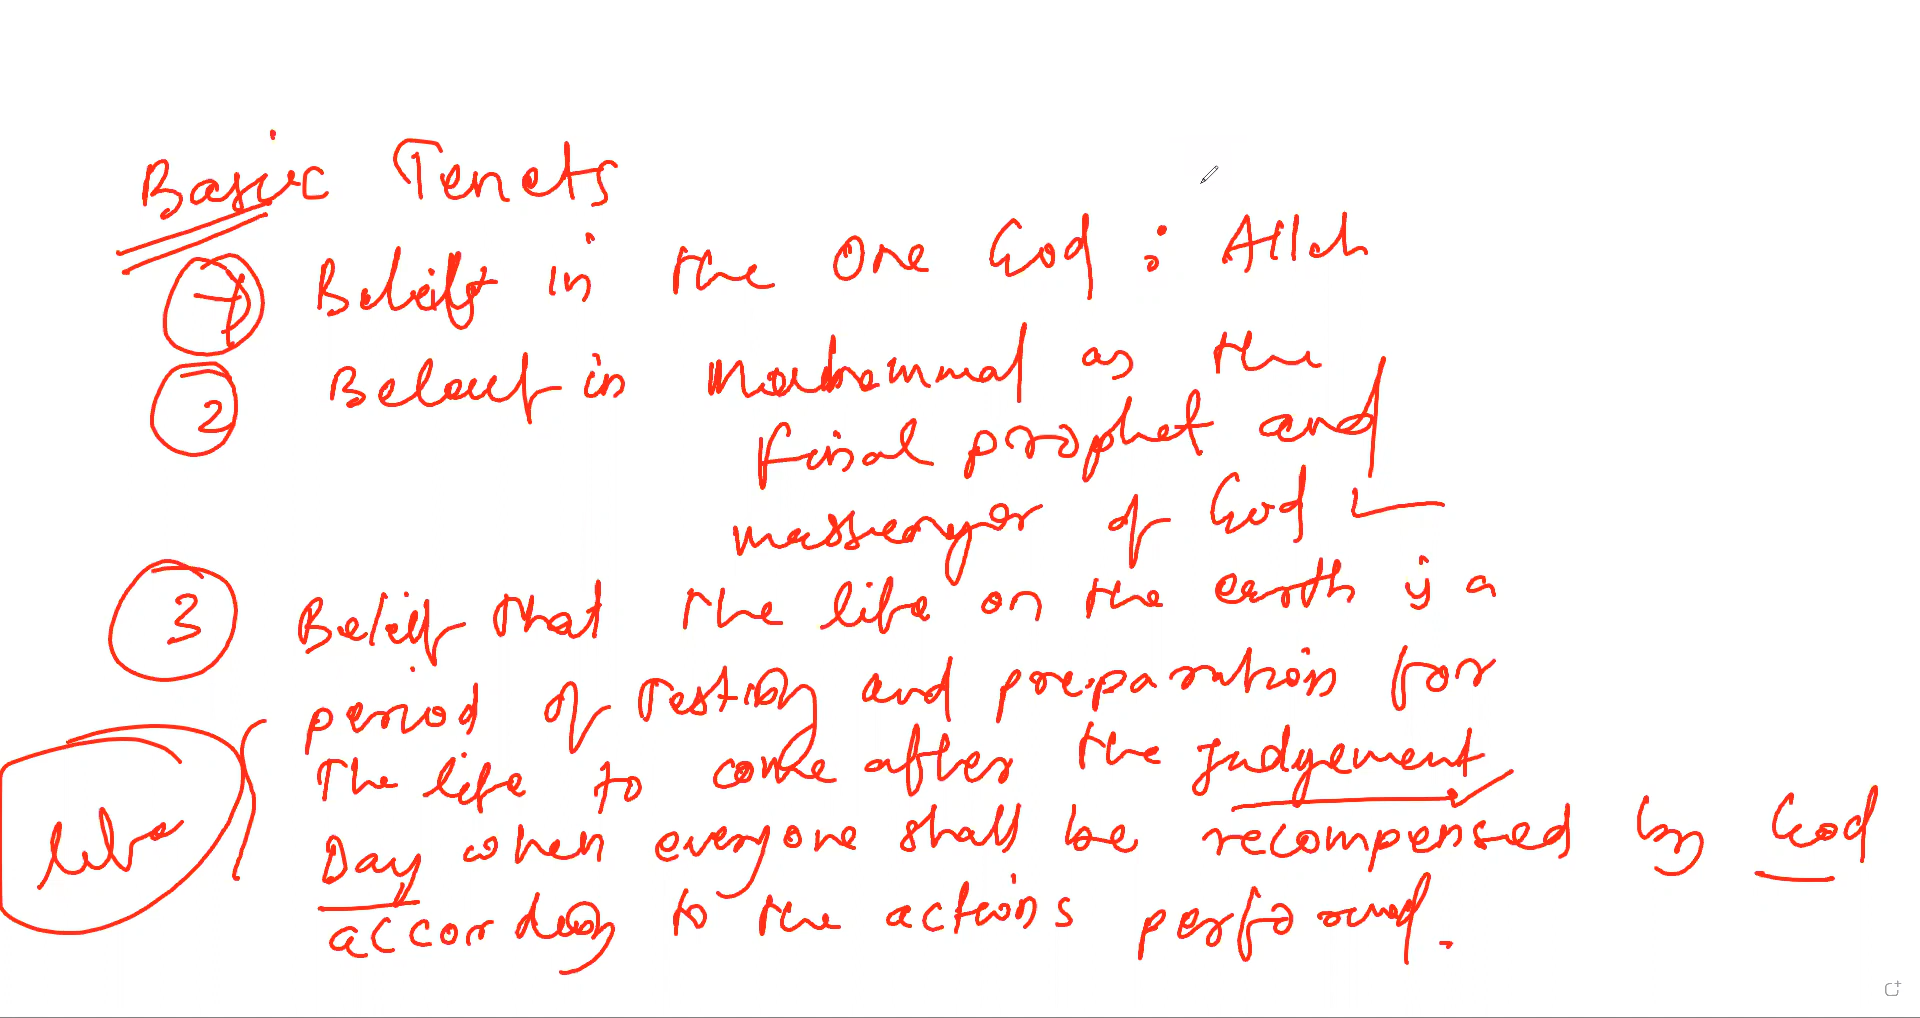 Basic Tenets
1 Belief in the One God : Allah
2 Belief in Mohammad as the
final prophet and
messenger of God
3 Belief that the life on the earth is a
period of Testing and preparation for
The life to come after the judgement
Day when everyone shall be recompensed by God
according to the actions performed.
life